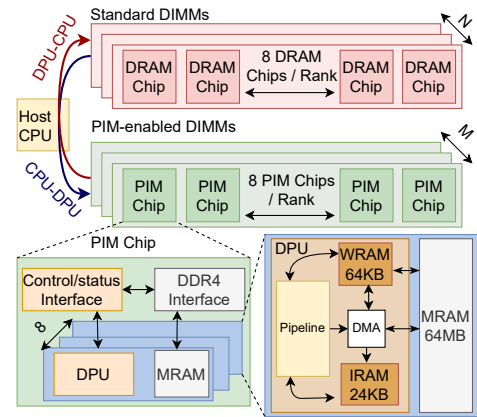 Standard DIMMs
N
DPU-CPU
DRAM
Chip
DRAM
Chip
8 DRAM
Chips / Rank
DRAM
Chip
DRAM
Chip
Host
CPU
PIM-enabled DIMMs
M
CPU-DPU
PIM
Chip
PIM
Chip
8 PIM Chips
/ Rank
PIM
Chip
PIM
Chip
PIM Chip
Control/status
Interface
DDR4
Interface
8
DPU
MRAM
DPU
WRAM
64KB
Pipeline
DMA
MRAM
64MB
IRAM
24KB